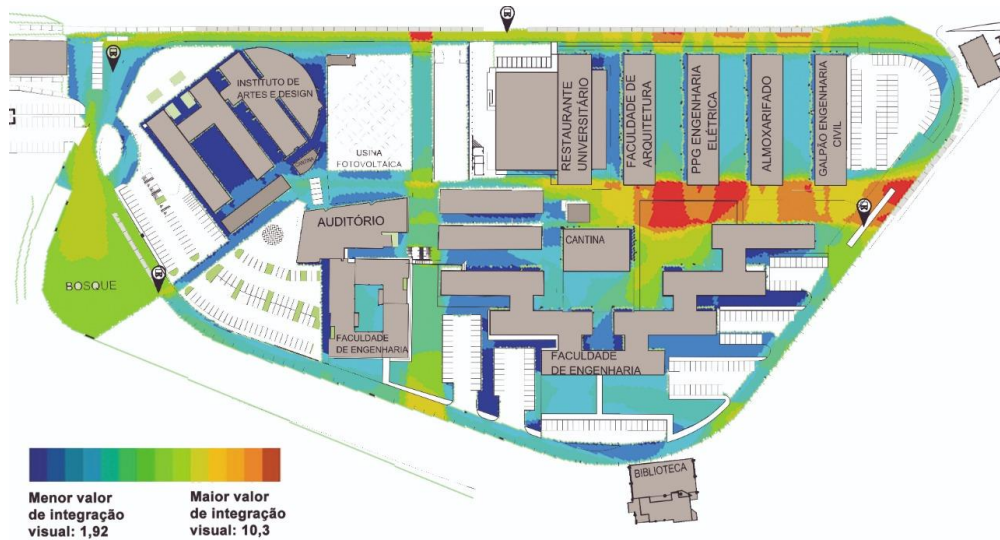 INSTITUTO DE
ARTES E DESIGN
CANTINA
USINA
FOTOVOLTÁICA
RESTAURANTE
UNIVERSITÁRIO
FACULDADE DE
ARQUITETURA
PPG ENGENHARIA
ELÉTRICA
ALMOXARIFADO
GALPÃO ENGENHARIA
CIVIL
AUDITÓRIO
CANTINA
BOSQUE
FACULDADE
DE ENGENHARIA
FACULDADE
DE ENGENHARIA
BIBLIOTECA
Menor valor
de integração
visual: 1,92
Maior valor
de integração
visual: 10,3